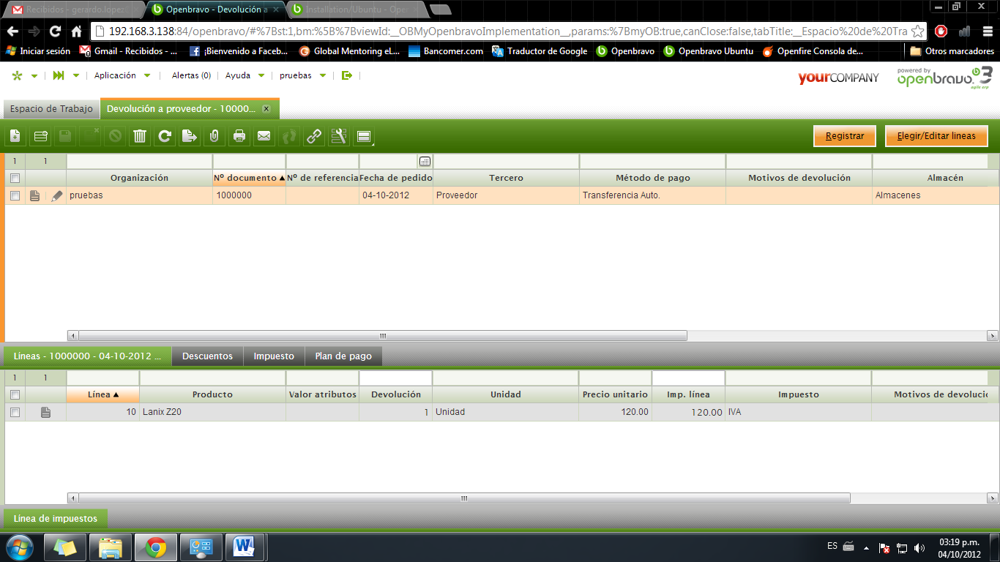 Recibidos - gerardo.lopez
Openbravo - Devolución a
Installation/Ubuntu - Ope
192.168.3.138:84/openbravo/#%7Bst:1,bm:%5B%7BviewId:__OBMyOpenbravoImplementation__,params:%7BmyOB:true,canClose:false,tabTitle:__Espacio%20de%20Tra
Iniciar sesión
Gmail - Recibidos - ...
¡Bienvenido a Faceb...
Global Mentoring eL...
Bancomer.com
Traductor de Google
Openbravo
Openbravo Ubuntu
Openfire Consola de...
Otros marcadores
Aplicación
Alertas (0)
Ayuda
pruebas
yourCOMPANY
powered by
openbravo 3
agile erp
Espacio de Trabajo
Devolución a proveedor - 10000...
Registrar
Elegir/Editar lineas
1 1
Organización Nº documento Nº de referencia Fecha de pedido Tercero Método de pago Motivos de devolución Almacén
pruebas 1000000 04-10-2012 Proveedor Transferencia Auto. Almacenes
Líneas - 1000000 - 04-10-2012 ...
Descuentos
Impuesto
Plan de pago
1 1
Línea Producto Valor atributos Devolución Unidad Precio unitario Imp. línea Impuesto Motivos de devoluci
10 Lanix Z20 1 Unidad 120.00 120.00 IVA
Línea de impuestos
ES
03:19 p.m.
04/10/2012